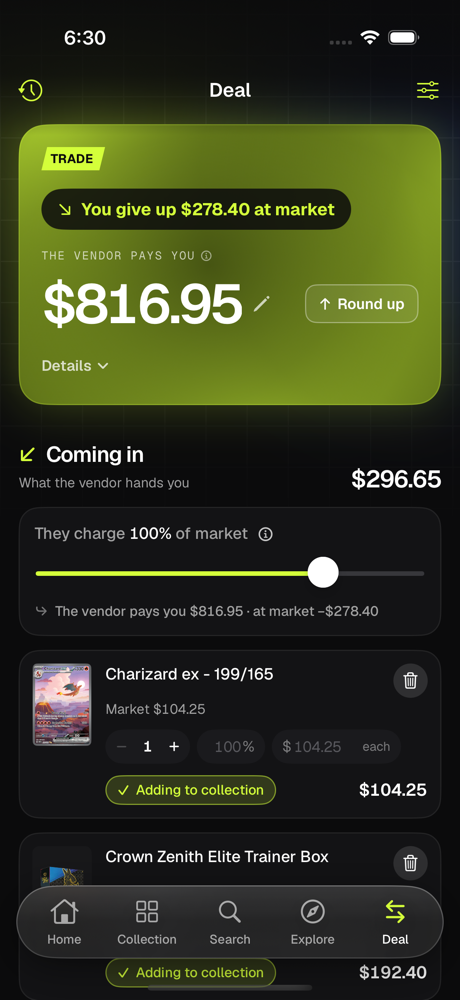 6:30
Deal
TRADE
You give up $278.40 at market
THE VENDOR PAYS YOU
$816.95
Round up
Details
Coming in
What the vendor hands you
$296.65
They charge 100% of market
The vendor pays you $816.95 · at market −$278.40
Charizard ex - 199/165
Market $104.25
− 1 + 100% $ 104.25 each
Adding to collection $104.25
Crown Zenith Elite Trainer Box
Home Collection Search Explore Deal
Adding to collection $192.40